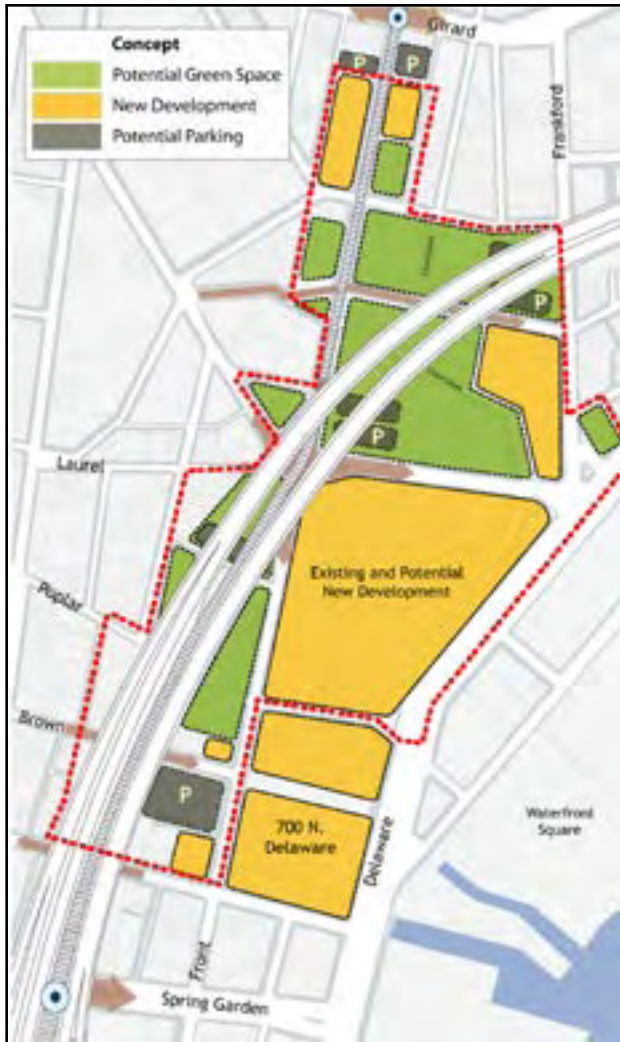 Girard
Concept
Potential Green Space
New Development
Potential Parking
P
P
Frankford
P
P
Laurel
Existing and Potential
New Development
Poplar
Brown
P
700 N.
Delaware
Delaware
Waterfront
Square
Front
Spring Garden